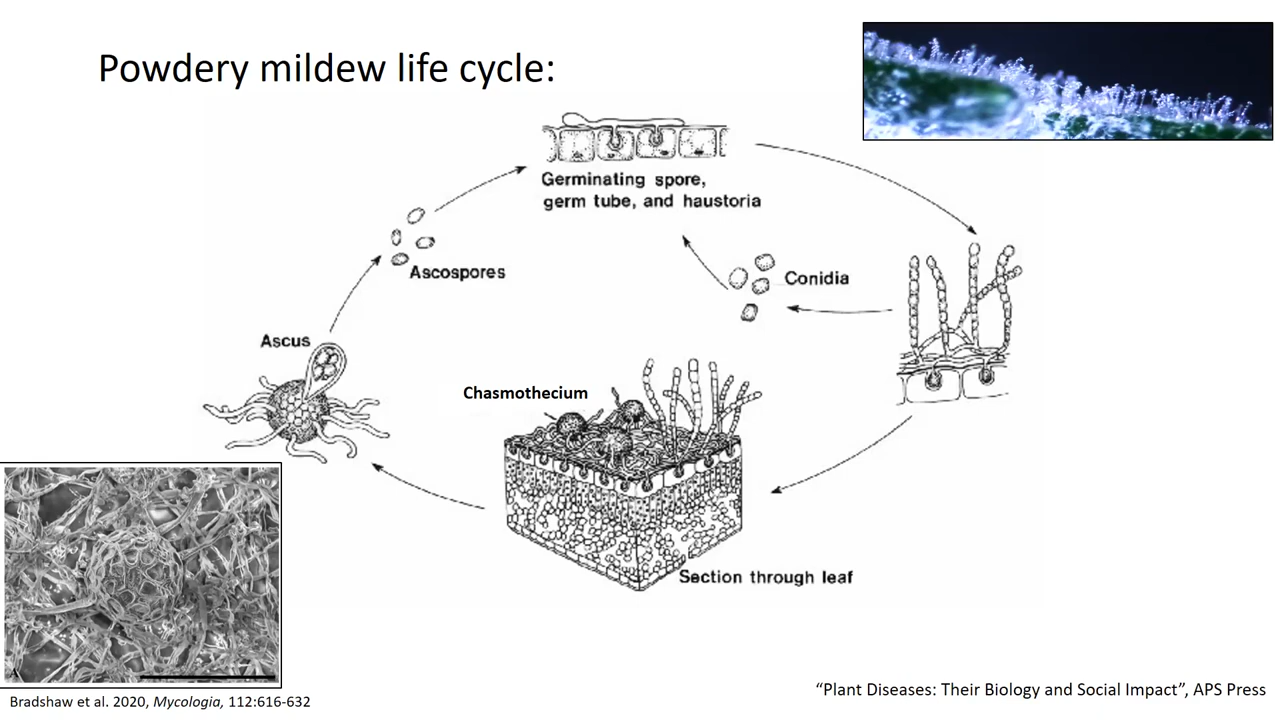 Powdery mildew life cycle:
Germinating spore,
germ tube, and haustoria
Ascospores
Conidia
Ascus
Chasmothecium
Section through leaf
Bradshaw et al. 2020, Mycologia, 112:616-632
“Plant Diseases: Their Biology and Social Impact”, APS Press